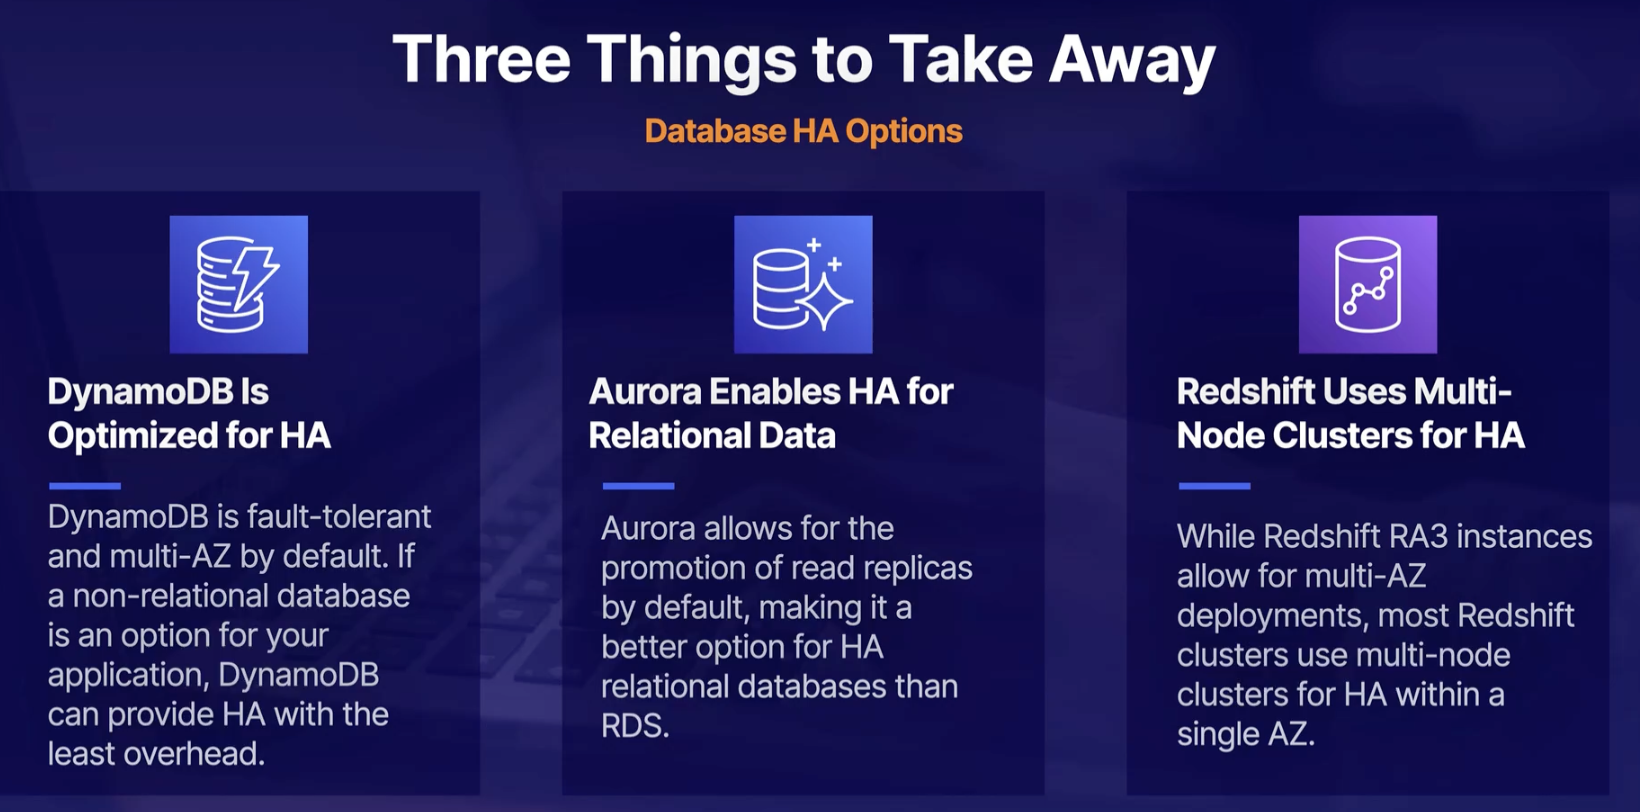 Three Things to Take Away
Database HA Options
DynamoDB Is
Optimized for HA
DynamoDB is fault-tolerant
and multi-AZ by default. If
a non-relational database
is an option for your
application, DynamoDB
can provide HA with the
least overhead.
Aurora Enables HA for
Relational Data
Aurora allows for the
promotion of read replicas
by default, making it a
better option for HA
relational databases than
RDS.
Redshift Uses Multi-
Node Clusters for HA
While Redshift RA3 instances
allow for multi-AZ
deployments, most Redshift
clusters use multi-node
clusters for HA within a
single AZ.